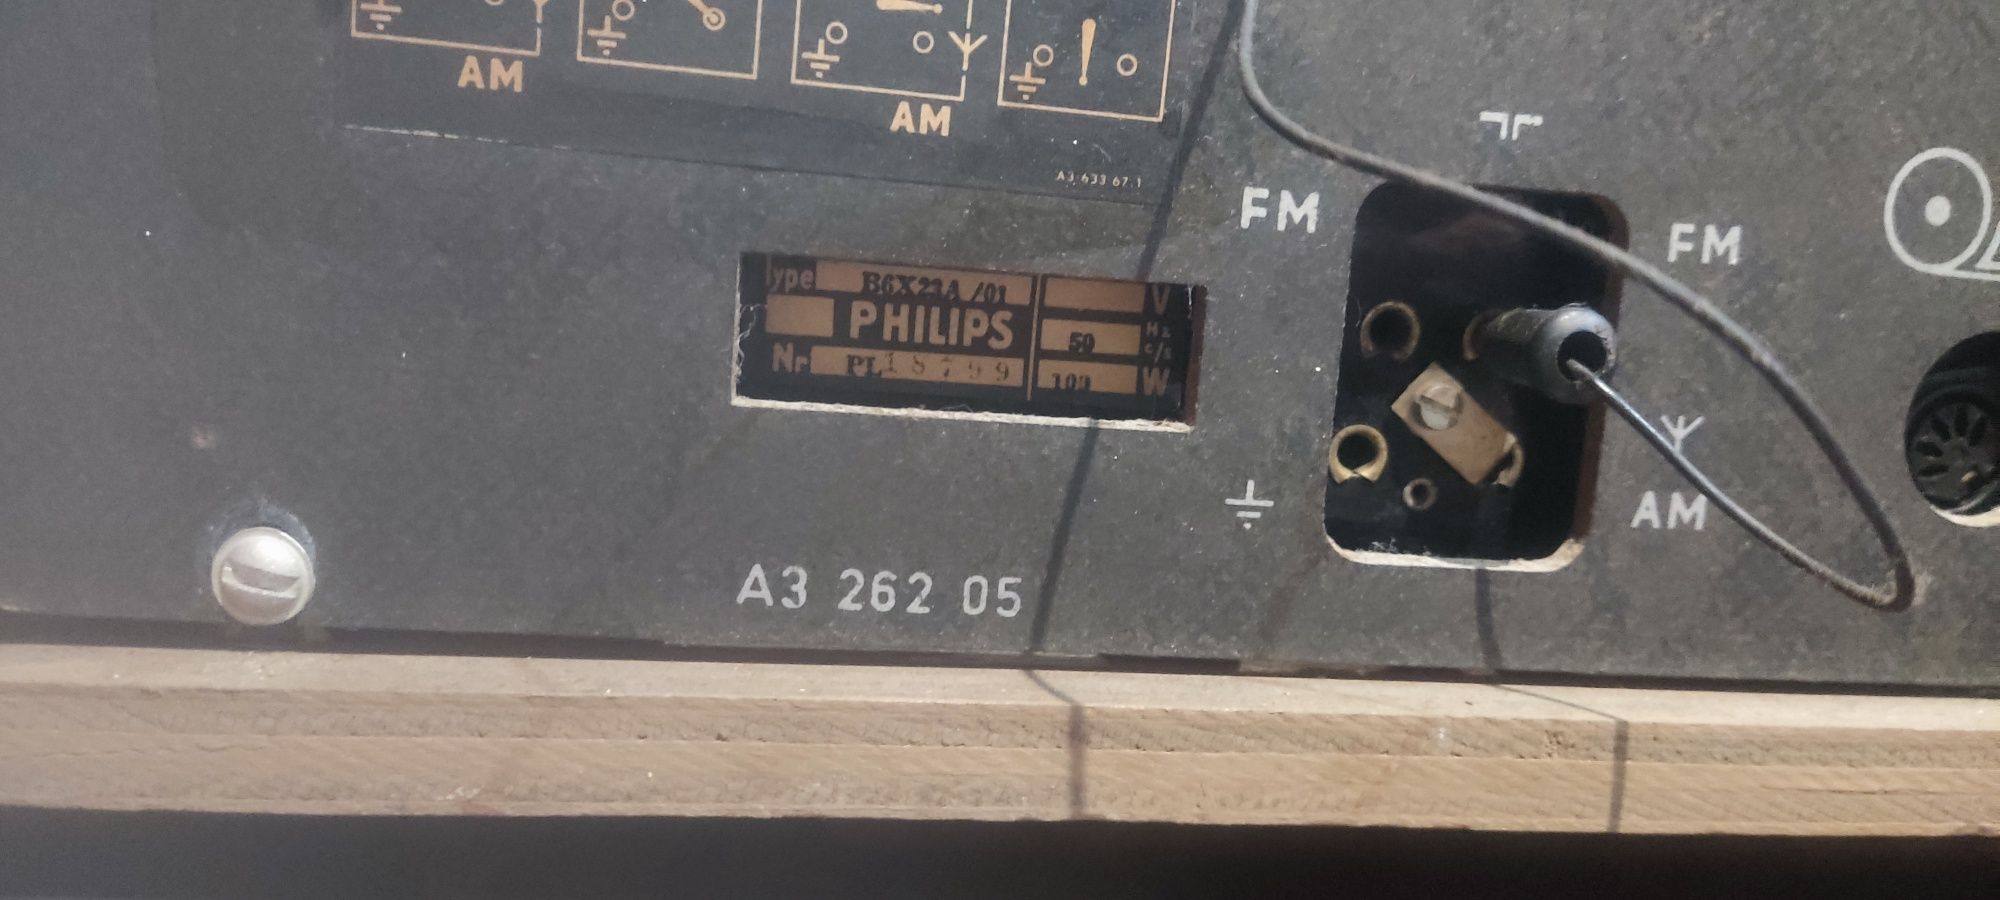 AM
AM
A3 633 67.1
FM
FM
Type B6X23A /01 V
PHILIPS 50 Hz c/s
Nr PL18799 100 W
AM
A3 262 05